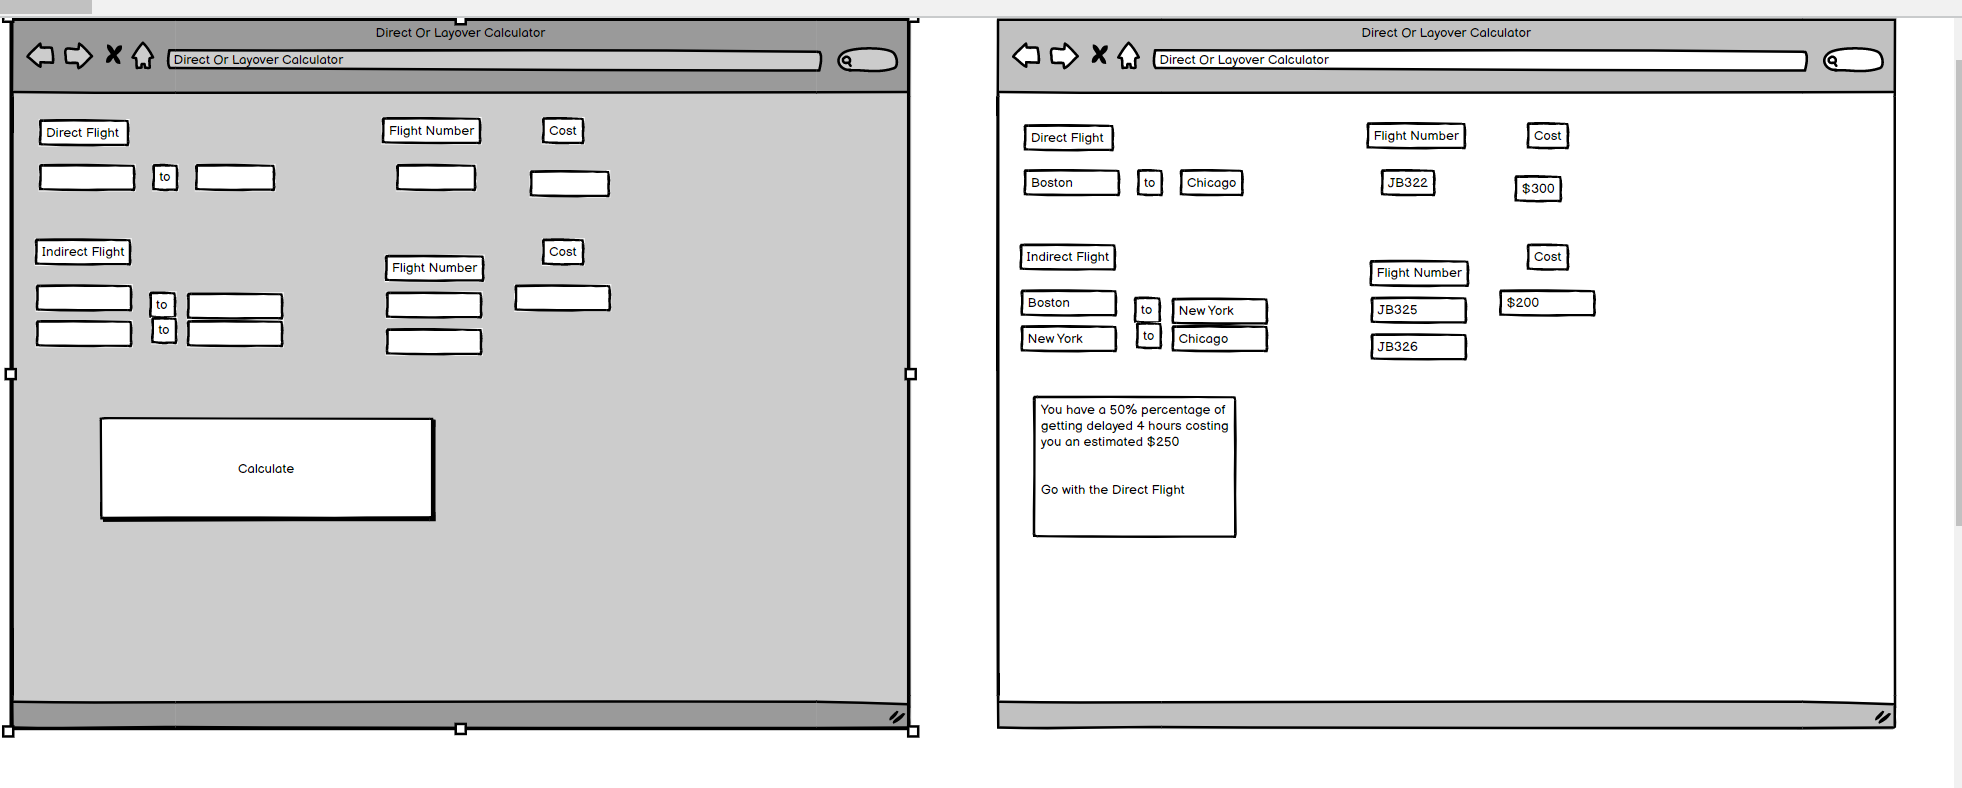 Direct Or Layover Calculator
Direct Or Layover Calculator
Direct Flight
Flight Number
Cost
to
Indirect Flight
Cost
Flight Number
to
to
Calculate
Direct Or Layover Calculator
Direct Or Layover Calculator
Direct Flight
Flight Number
Cost
Boston to Chicago JB322 $300
Indirect Flight
Cost
Flight Number
Boston to New York JB325 $200
New York to Chicago JB326
You have a 50% percentage of
getting delayed 4 hours costing
you an estimated $250
Go with the Direct Flight